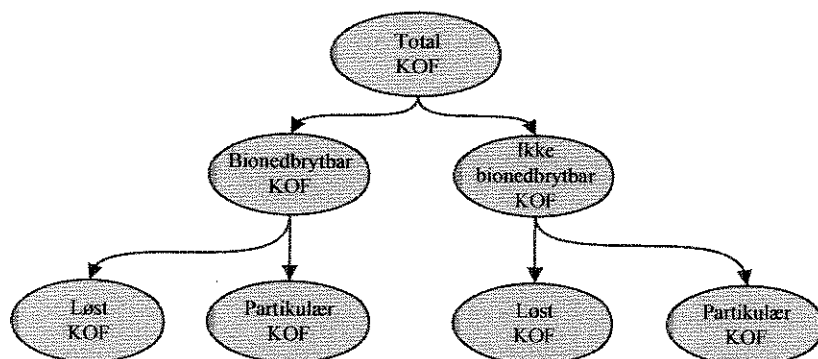 Total
KOF
Bionedbrytbar
KOF
Ikke
bionedbrytbar
KOF
Løst
KOF
Partikulær
KOF
Løst
KOF
Partikulær
KOF